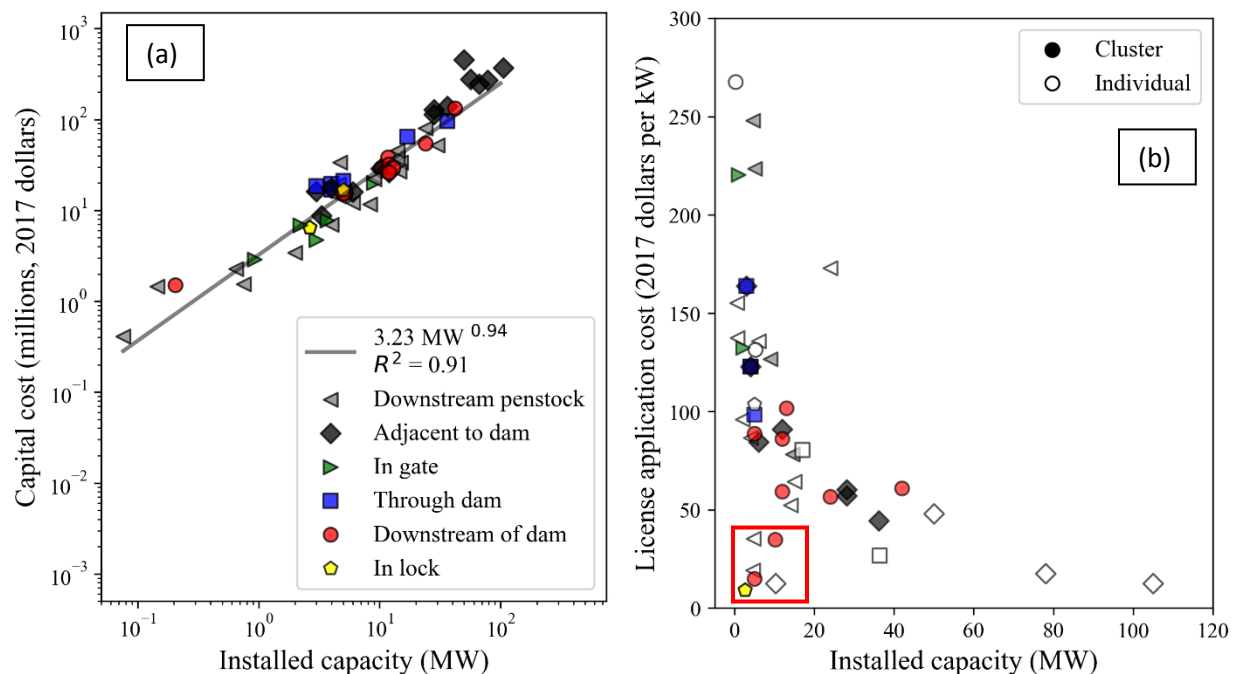 (a)
10³
10²
10¹
10⁰
10⁻¹
10⁻²
10⁻³
Capital cost (millions, 2017 dollars)
3.23 MW ^0.94
R² = 0.91
Downstream penstock
Adjacent to dam
In gate
Through dam
Downstream of dam
In lock
10⁻¹ 10⁰ 10¹ 10²
Installed capacity (MW)
(b)
Cluster
Individual
300
250
200
150
100
50
0
License application cost (2017 dollars per kW)
0 20 40 60 80 100 120
Installed capacity (MW)